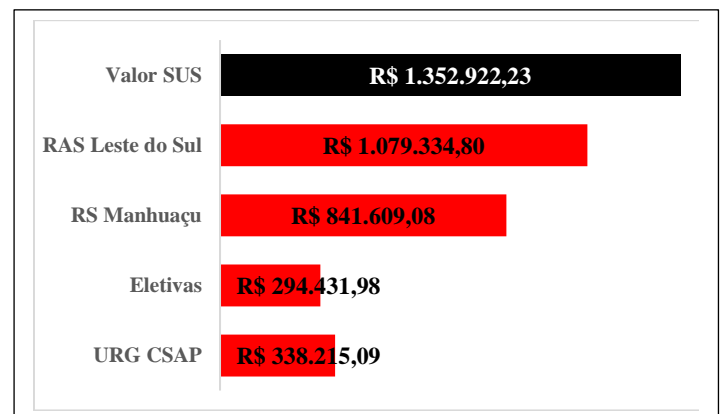 Valor SUS R$ 1.352.922,23
RAS Leste do Sul R$ 1.079.334,80
RS Manhuaçu R$ 841.609,08
Eletivas R$ 294.431,98
URG CSAP R$ 338.215,09